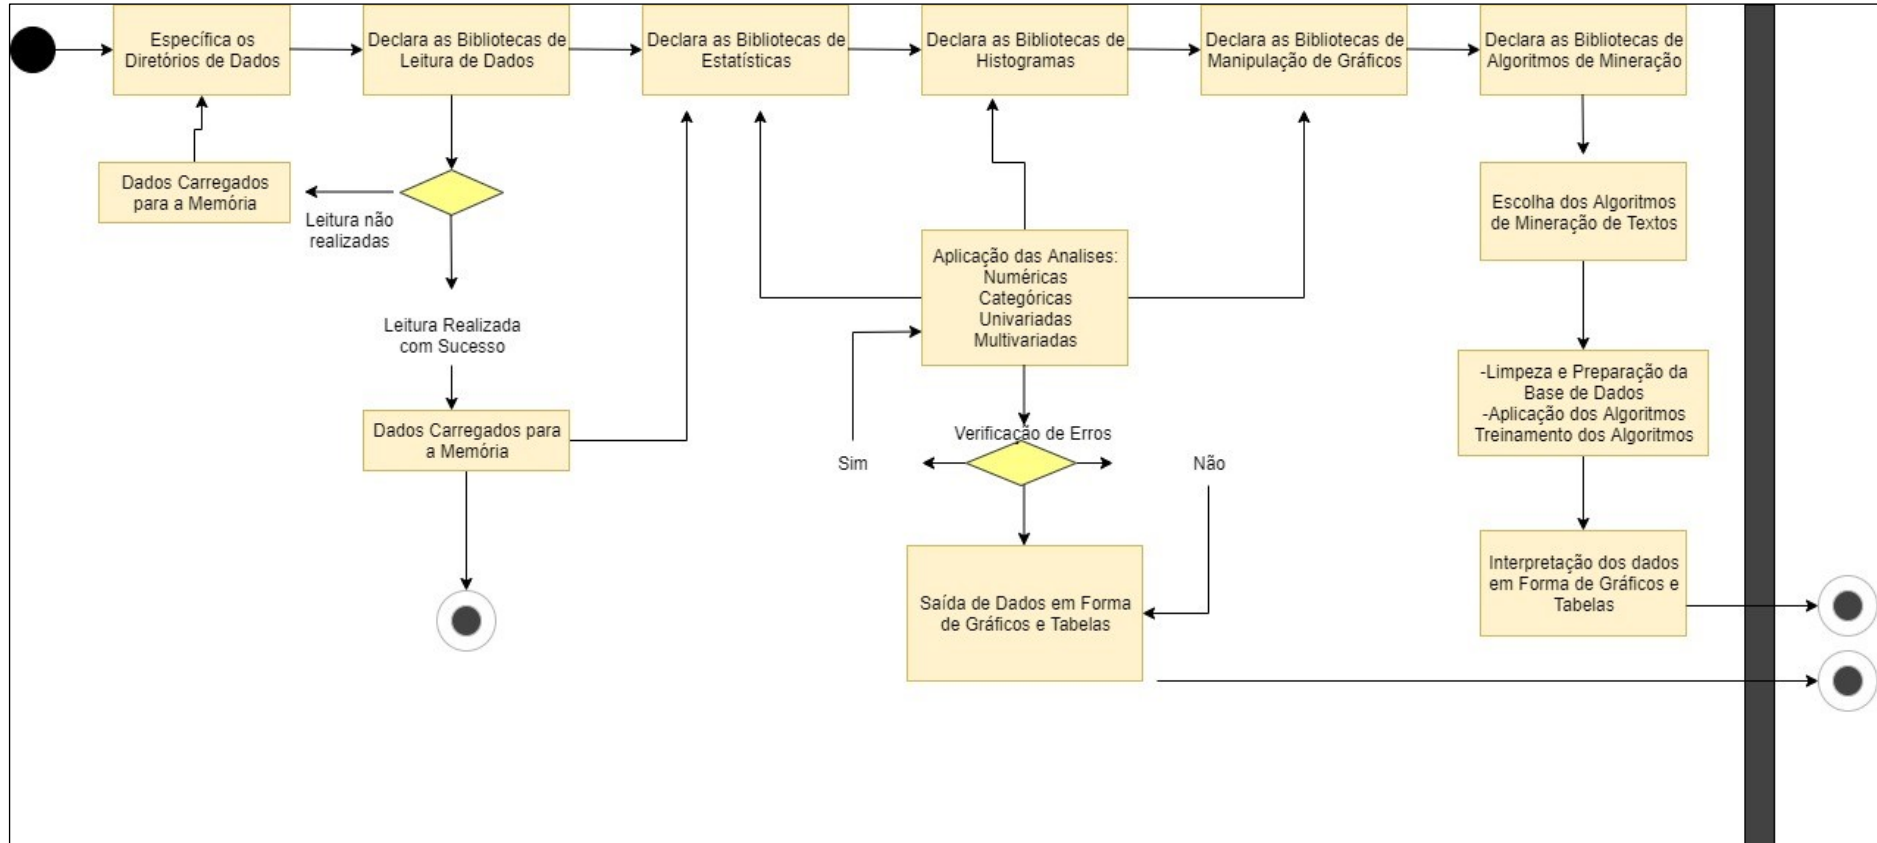 Específica os
Diretórios de Dados
Declara as Bibliotecas de
Leitura de Dados
Declara as Bibliotecas de
Estatísticas
Declara as Bibliotecas de
Histogramas
Declara as Bibliotecas de
Manipulação de Gráficos
Declara as Bibliotecas de
Algoritmos de Mineração
Dados Carregados
para a Memória
Leitura não
realizadas
Leitura Realizada
com Sucesso
Dados Carregados para
a Memória
Aplicação das Analises:
Numéricas
Categóricas
Univariadas
Multivariadas
Verificação de Erros
Sim
Não
Saída de Dados em Forma
de Gráficos e Tabelas
Escolha dos Algoritmos
de Mineração de Textos
-Limpeza e Preparação da
Base de Dados
-Aplicação dos Algoritmos
Treinamento dos Algoritmos
Interpretação dos dados
em Forma de Gráficos e
Tabelas